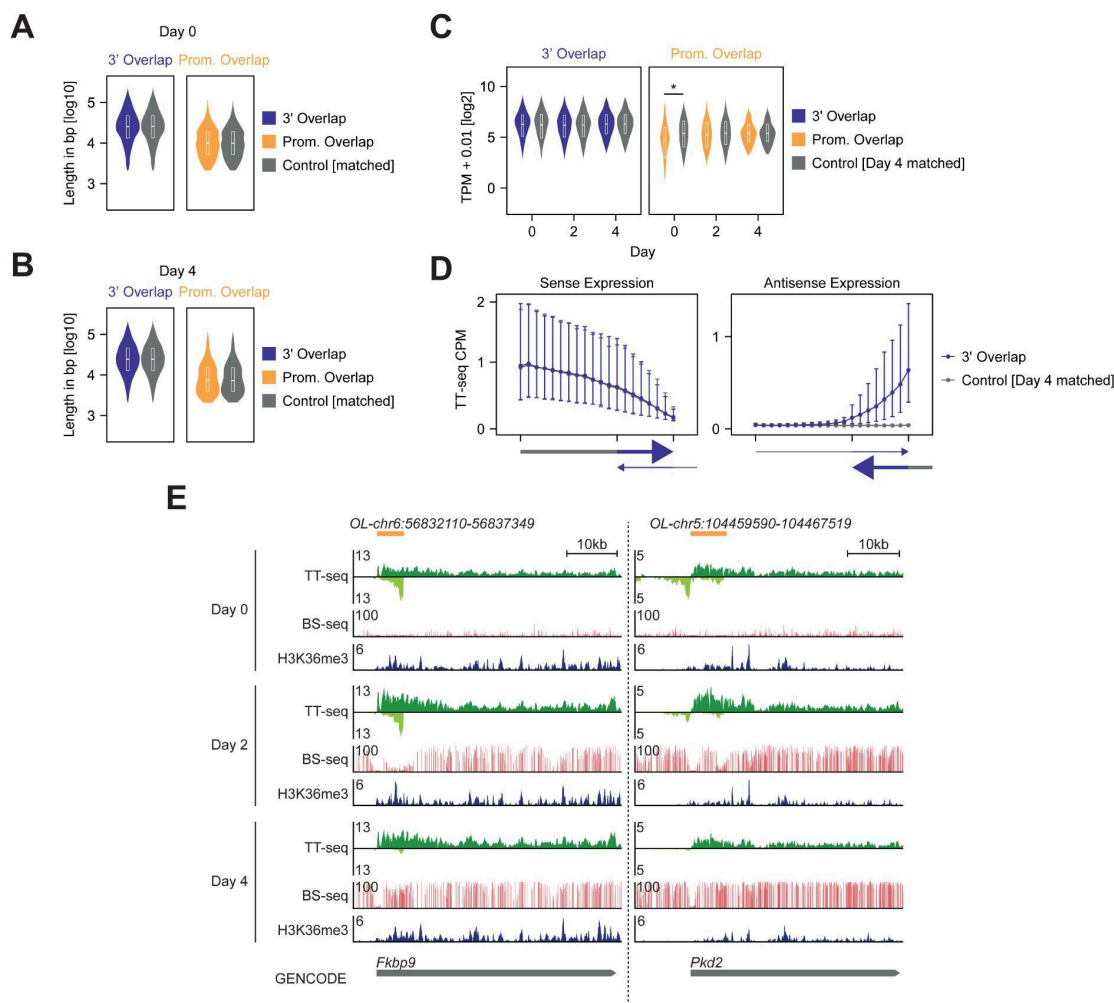 A
Day 0
3' Overlap Prom. Overlap
Length in bp [log10]
5
4
3
3' Overlap
Prom. Overlap
Control [matched]
B
Day 4
3' Overlap Prom. Overlap
Length in bp [log10]
5
4
3
3' Overlap
Prom. Overlap
Control [matched]
C
3' Overlap Prom. Overlap
TPM + 0.01 [log2]
10
5
0
*
0 2 4 0 2 4
Day
3' Overlap
Prom. Overlap
Control [Day 4 matched]
D
Sense Expression Antisense Expression
TT-seq CPM
2
1
0
1
0
3' Overlap
Control [Day 4 matched]
E
OL-chr6:56832110-56837349 OL-chr5:104459590-104467519
10kb 10kb
Day 0
TT-seq 13 13 5 5
BS-seq 100 100
H3K36me3 6 6
Day 2
TT-seq 13 13 5 5
BS-seq 100 100
H3K36me3 6 6
Day 4
TT-seq 13 13 5 5
BS-seq 100 100
H3K36me3 6 6
GENCODE Fkbp9 Pkd2